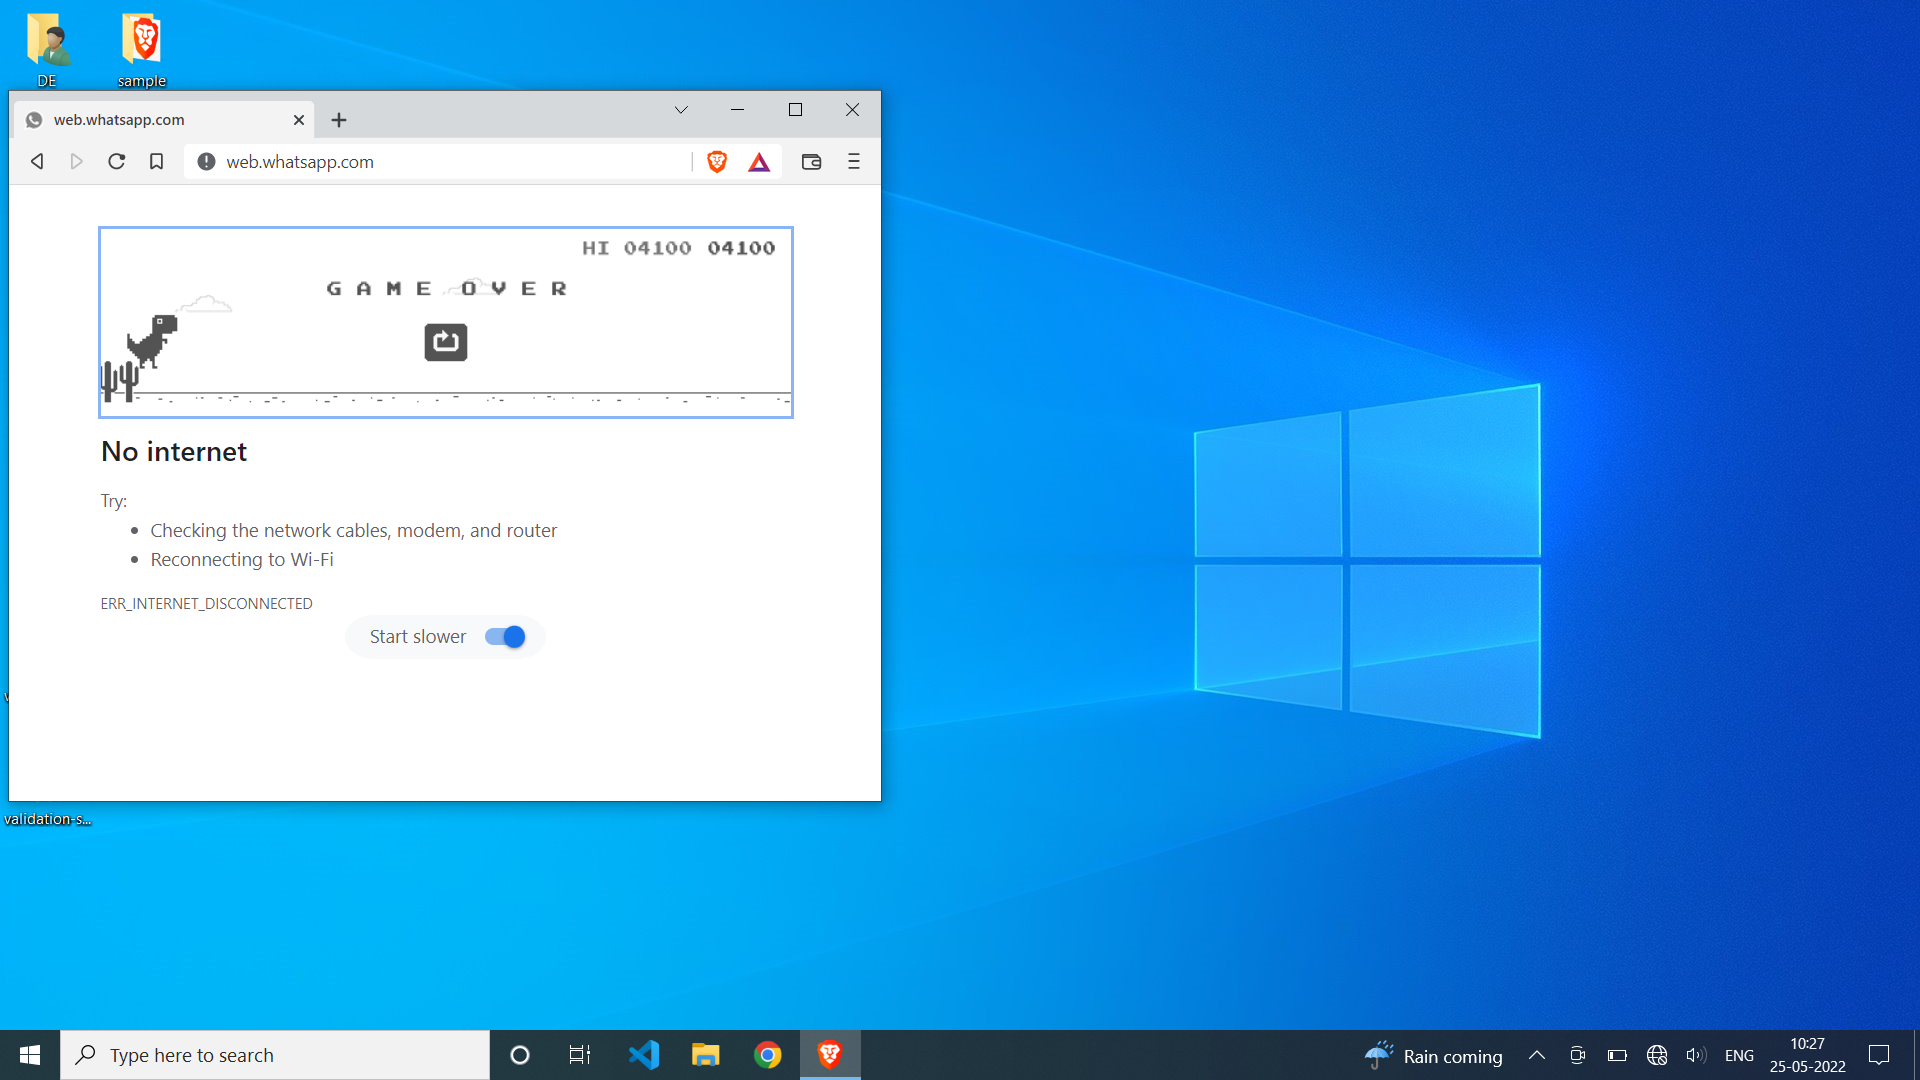 DE
sample
web.whatsapp.com
web.whatsapp.com
HI 04100 04100
GAME OVER
No internet
Try:
Checking the network cables, modem, and router
Reconnecting to Wi-Fi
ERR_INTERNET_DISCONNECTED
Start slower
validation-s...
Type here to search
Rain coming
ENG
10:27
25-05-2022